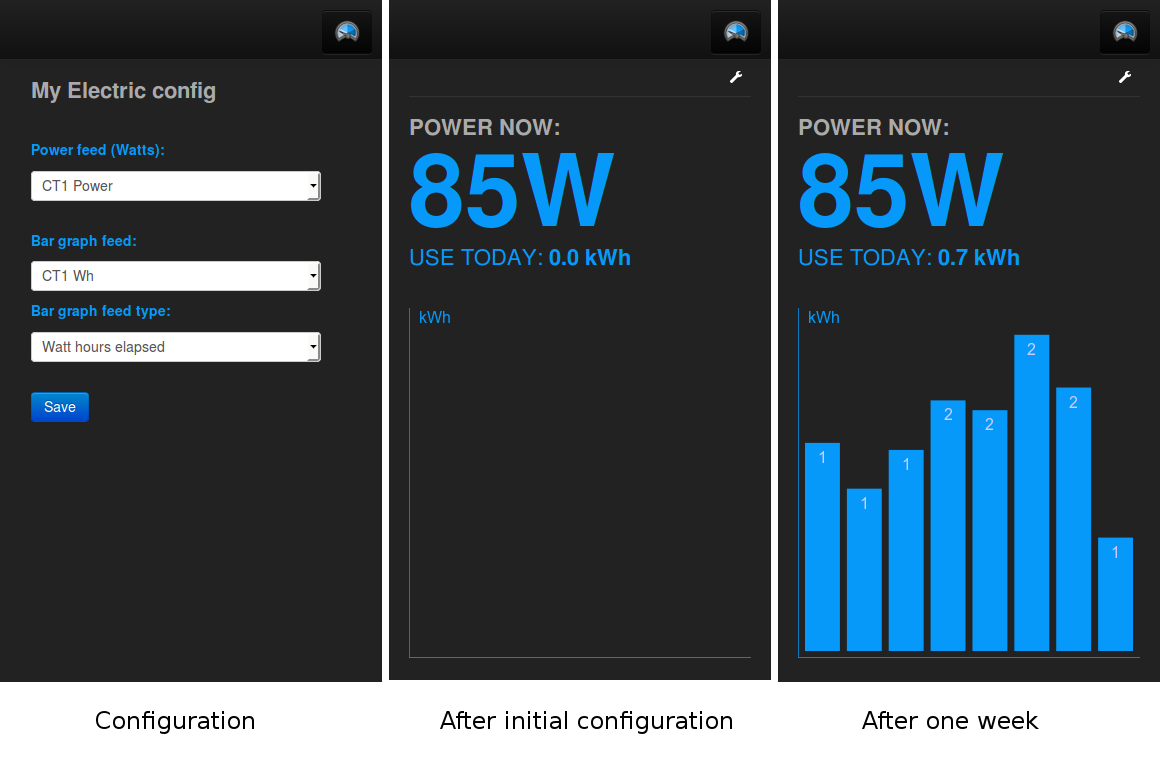 My Electric config
Power feed (Watts):
CT1 Power
Bar graph feed:
CT1 Wh
Bar graph feed type:
Watt hours elapsed
Save
Configuration
POWER NOW:
85W
USE TODAY: 0.0 kWh
kWh
After initial configuration
POWER NOW:
85W
USE TODAY: 0.7 kWh
kWh
1
1
1
2
2
2
2
1
After one week